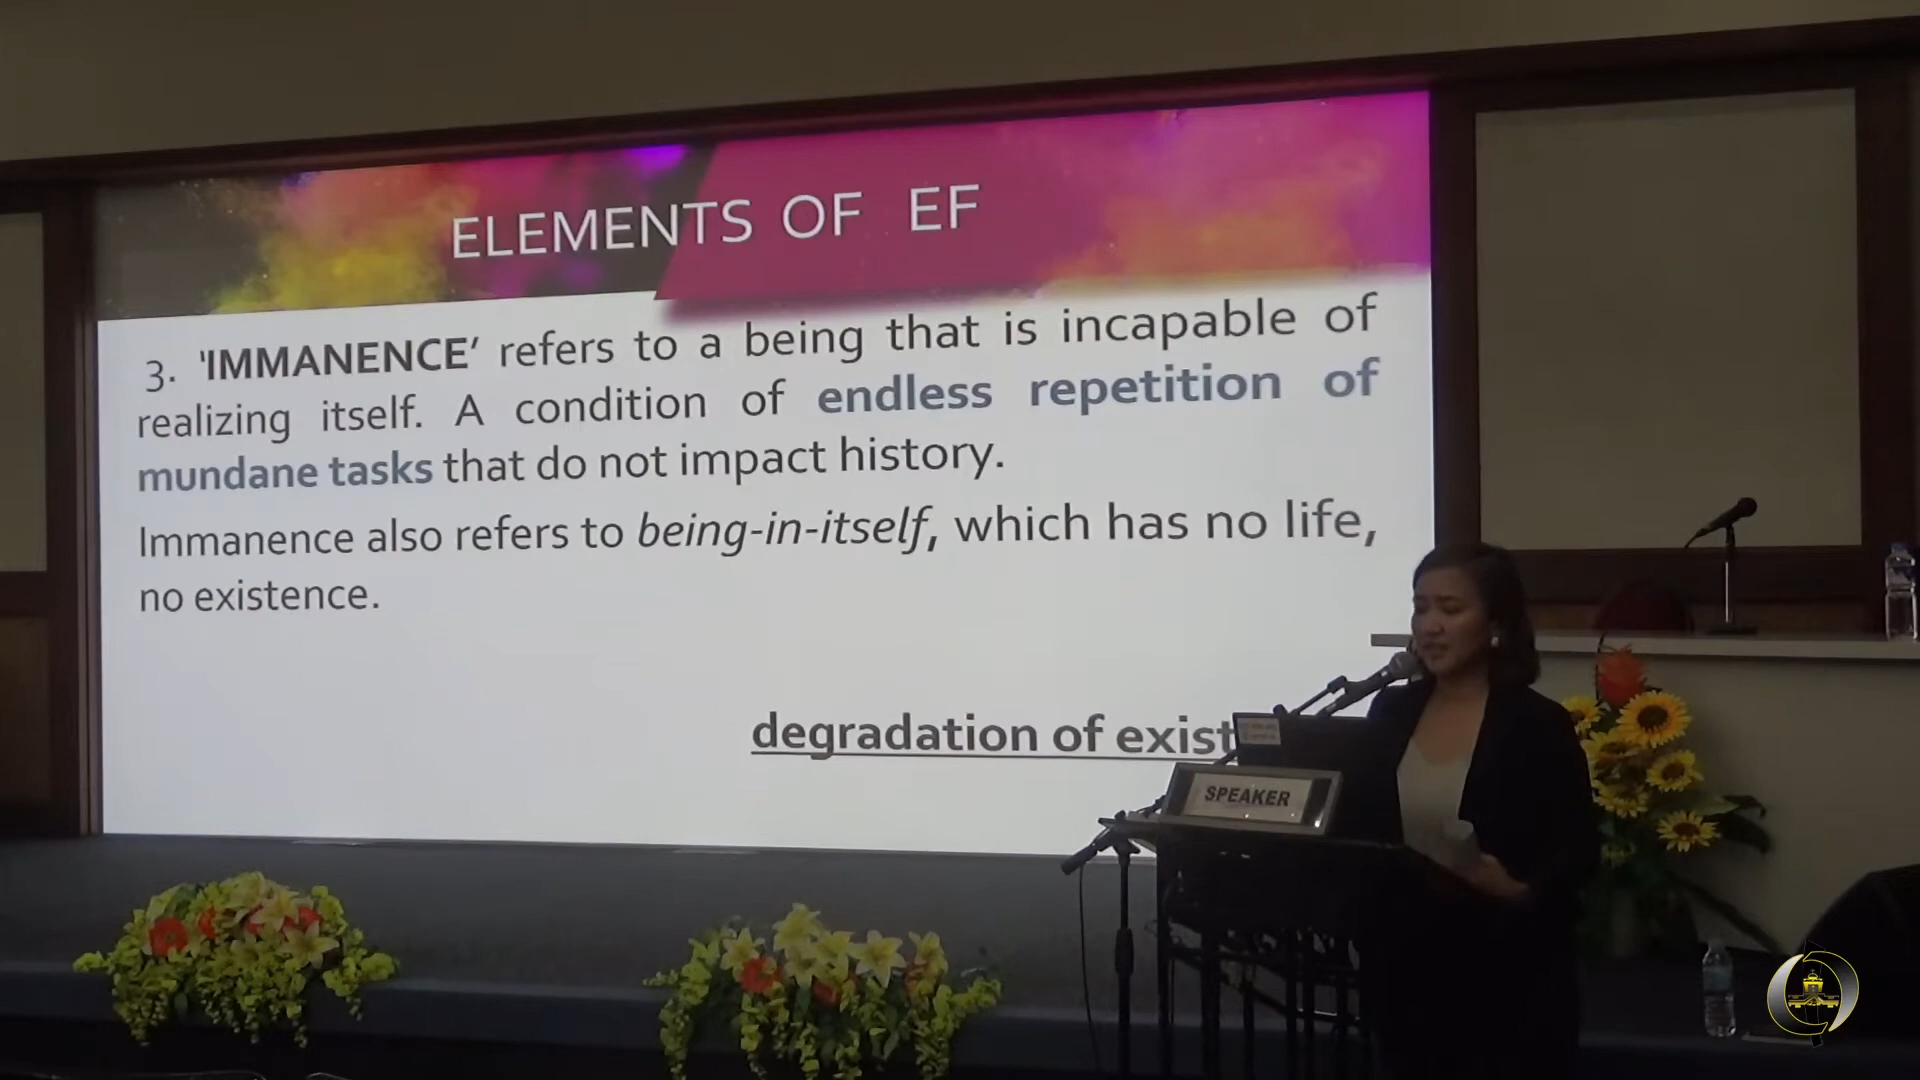 ELEMENTS OF EF
3. 'IMMANENCE' refers to a being that is incapable of
realizing itself. A condition of endless repetition of
mundane tasks that do not impact history.
Immanence also refers to being-in-itself, which has no life,
no existence.
degradation of exist
SPEAKER